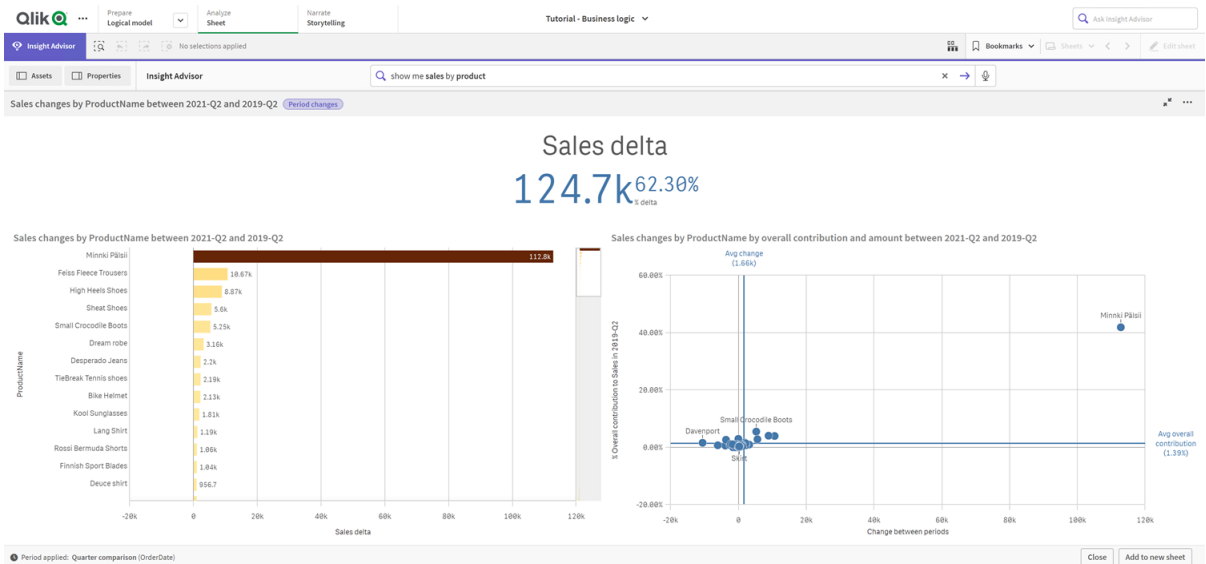 Qlik
Prepare
Logical model
Analyze
Sheet
Narrate
Storytelling
Tutorial - Business logic
Ask Insight Advisor
Insight Advisor
No selections applied
Bookmarks
Sheets
Edit sheet
Assets
Properties
Insight Advisor
show me sales by product
Sales changes by ProductName between 2021-Q2 and 2019-Q2
Period changes
Sales delta
124.7k
62.30%
% delta
Sales changes by ProductName between 2021-Q2 and 2019-Q2
ProductName
Minnki Pälsii 112.8k
Feiss Fleece Trousers 10.67k
High Heels Shoes 8.87k
Sheat Shoes 5.6k
Small Crocodile Boots 5.25k
Dream robe 3.16k
Desperado Jeans 2.2k
TieBreak Tennis shoes 2.19k
Bike Helmet 2.13k
Kool Sunglasses 1.81k
Lang Shirt 1.19k
Rossi Bermuda Shorts 1.06k
Finnish Sport Blades 1.04k
Deuce shirt 956.7
-20k 0 20k 40k 60k 80k 100k 120k
Sales delta
Sales changes by ProductName by overall contribution and amount between 2021-Q2 and 2019-Q2
Avg change
(1.66k)
% Overall contribution to Sales in 2019-Q2
60.00%
40.00%
20.00%
0.00%
-20.00%
Minnki Pälsii
Small Crocodile Boots
Davenport
Skirt
Avg overall
contribution
(1.39%)
-20k 0 20k 40k 60k 80k 100k 120k
Change between periods
Period applied: Quarter comparison (OrderDate)
Close
Add to new sheet